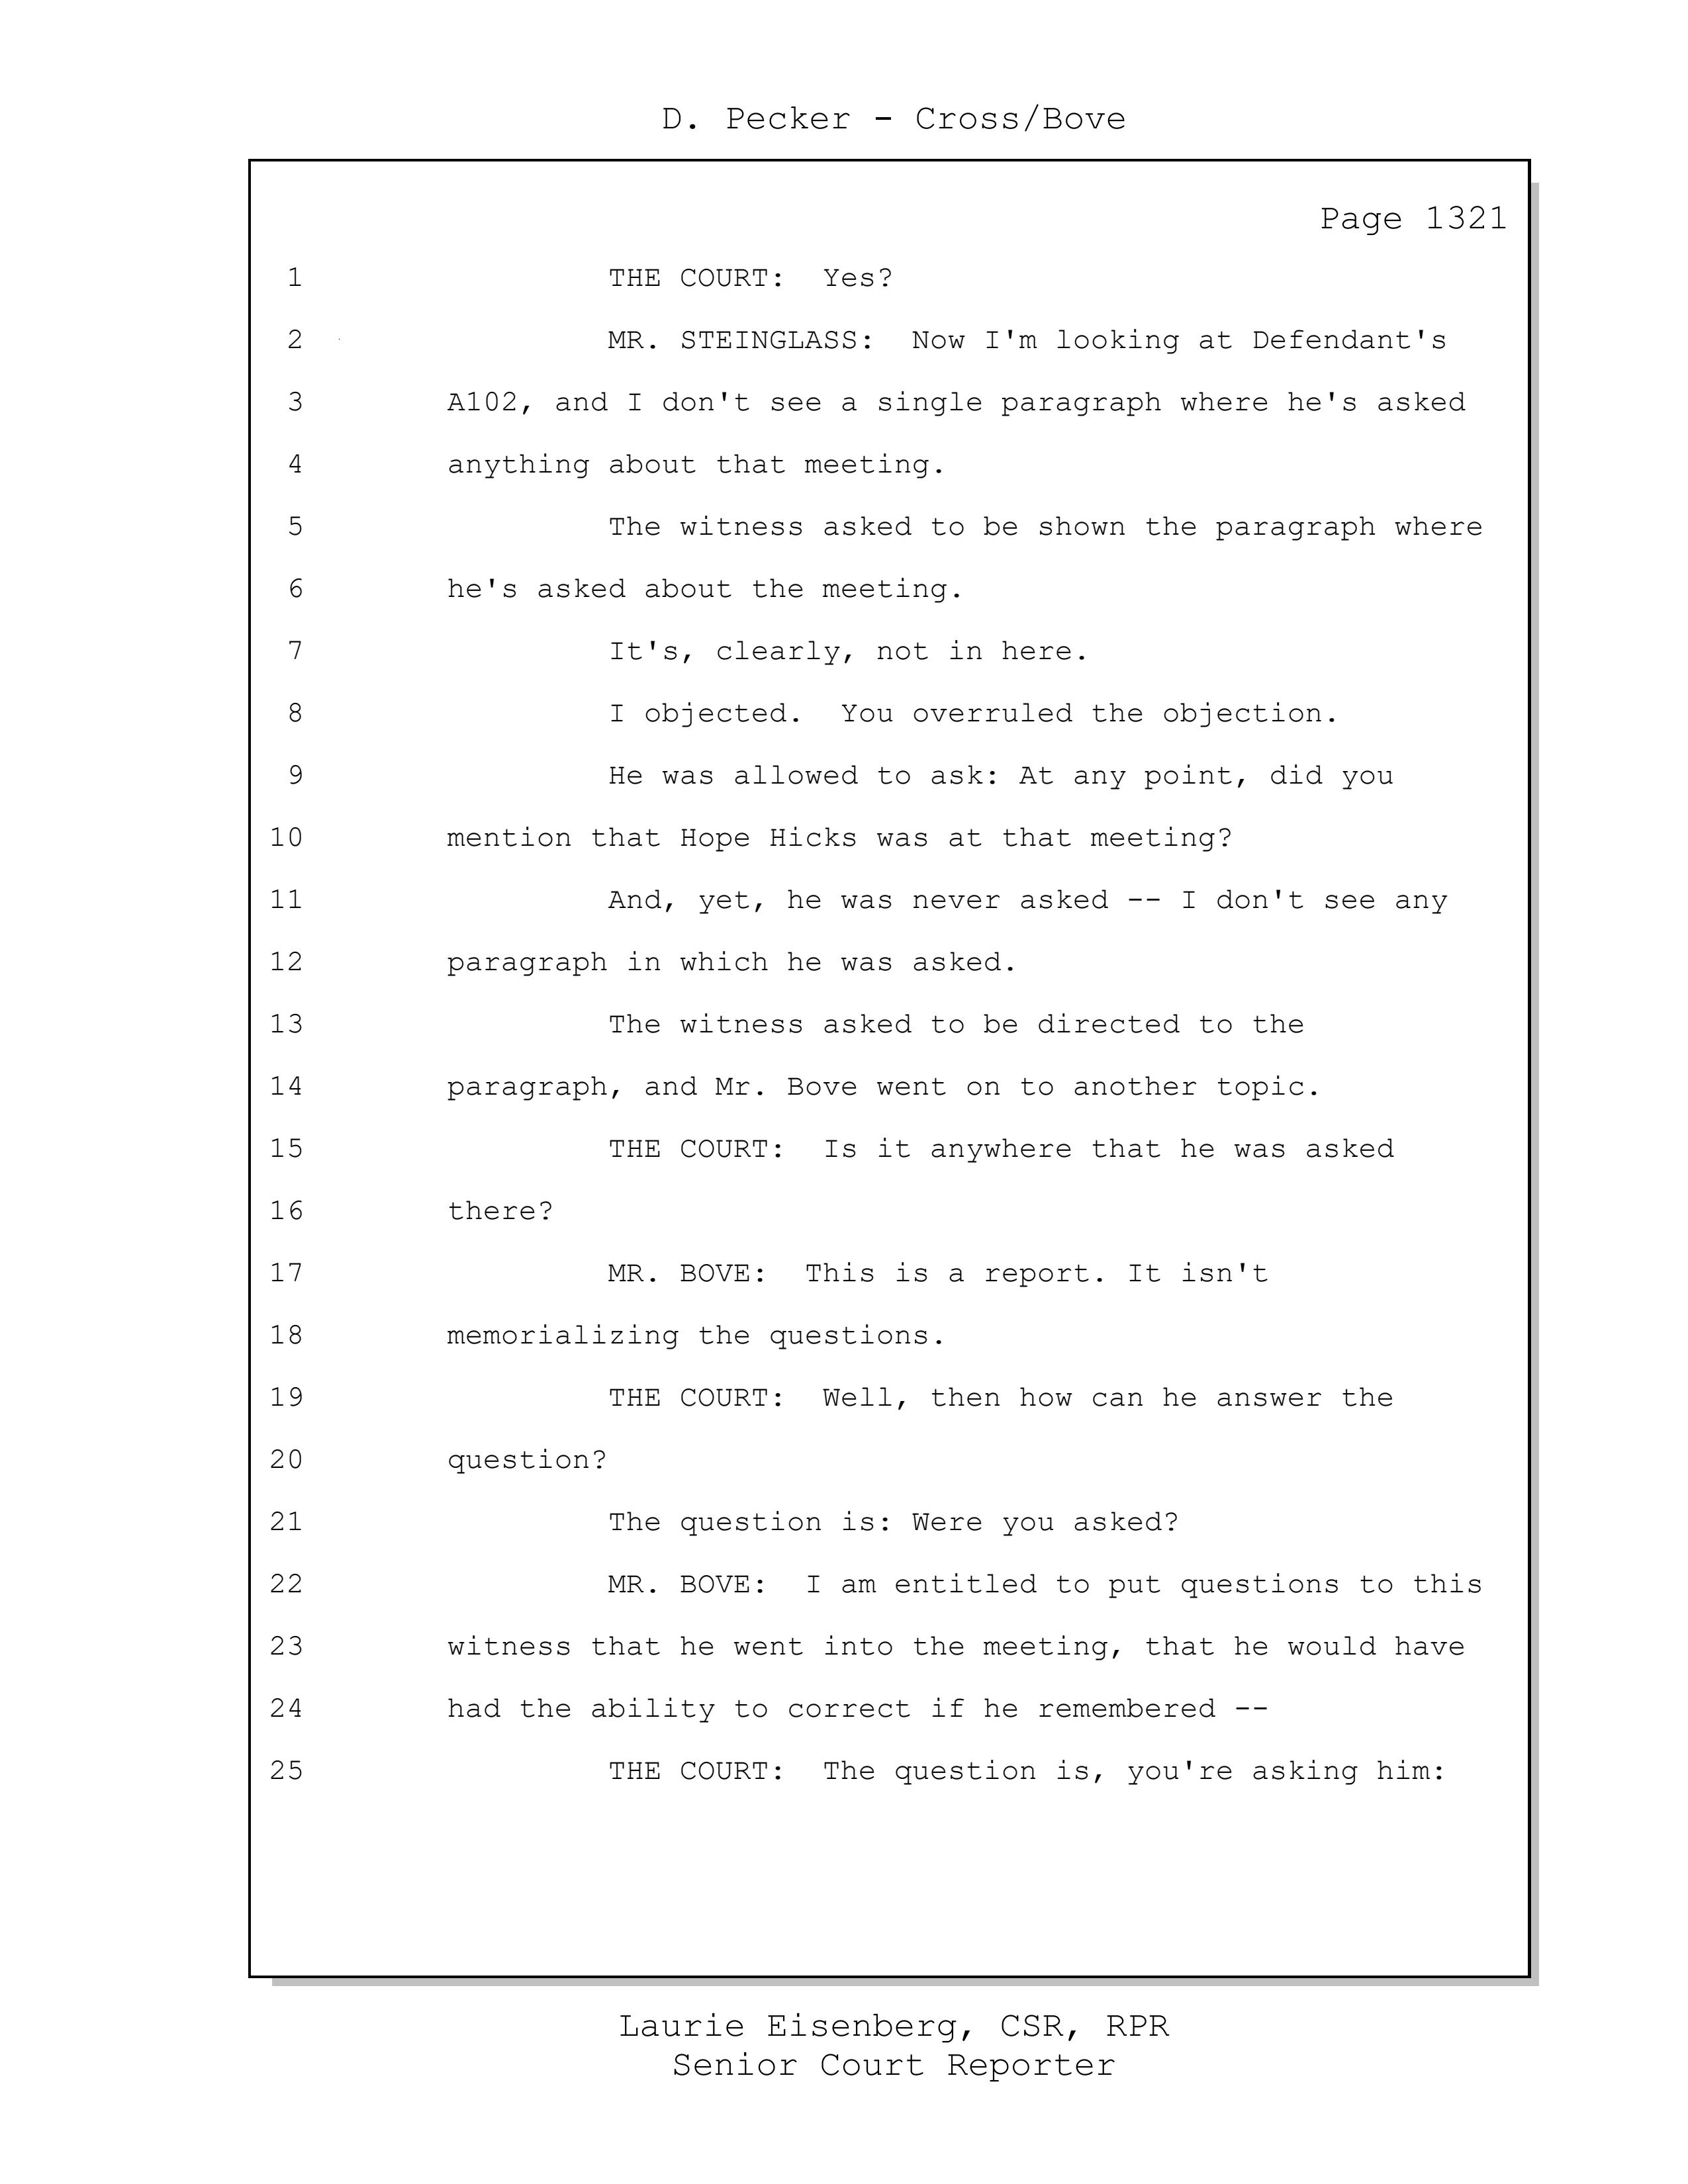 D. Pecker - Cross/Bove
Page 1321
1 THE COURT: Yes?
2 MR. STEINGLASS: Now I'm looking at Defendant's
3 A102, and I don't see a single paragraph where he's asked
4 anything about that meeting.
5 The witness asked to be shown the paragraph where
6 he's asked about the meeting.
7 It's, clearly, not in here.
8 I objected. You overruled the objection.
9 He was allowed to ask: At any point, did you
10 mention that Hope Hicks was at that meeting?
11 And, yet, he was never asked -- I don't see any
12 paragraph in which he was asked.
13 The witness asked to be directed to the
14 paragraph, and Mr. Bove went on to another topic.
15 THE COURT: Is it anywhere that he was asked
16 there?
17 MR. BOVE: This is a report. It isn't
18 memorializing the questions.
19 THE COURT: Well, then how can he answer the
20 question?
21 The question is: Were you asked?
22 MR. BOVE: I am entitled to put questions to this
23 witness that he went into the meeting, that he would have
24 had the ability to correct if he remembered --
25 THE COURT: The question is, you're asking him:
Laurie Eisenberg, CSR, RPR
Senior Court Reporter